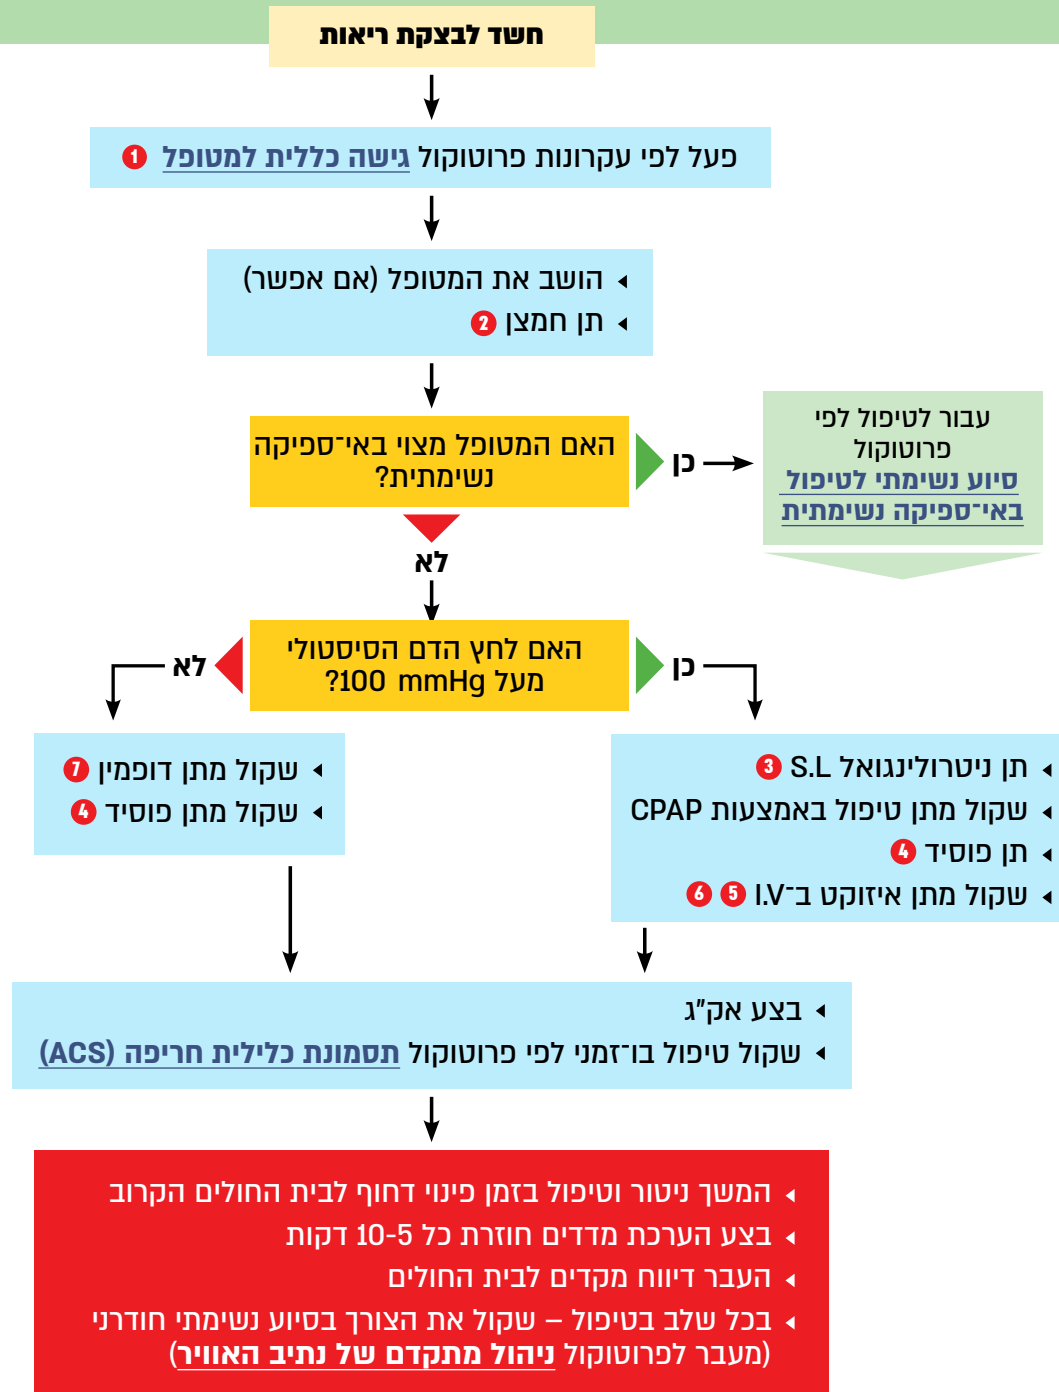 חשד לבצקת ריאות
פעל לפי עקרונות פרוטוקול גישה כללית למטופל 1
הושב את המטופל (אם אפשר)
תן חמצן 2
האם המטופל מצוי באי־ספיקה
נשימתית?
כן
עבור לטיפול לפי
פרוטוקול
סיוע נשימתי לטיפול
באי־ספיקה נשימתית
לא
האם לחץ הדם הסיסטולי
מעל 100 mmHg?
כן
לא
תן ניטרולינגואל S.L 3
שקול מתן טיפול באמצעות CPAP
תן פוסיד 4
שקול מתן איזוקט ב־I.V 5 6
שקול מתן דופמין 7
שקול מתן פוסיד 4
בצע אק"ג
שקול טיפול בו־זמני לפי פרוטוקול תסמונת כלילית חריפה (ACS)
המשך ניטור וטיפול בזמן פינוי דחוף לבית החולים הקרוב
בצע הערכת מדדים חוזרת כל 10-5 דקות
העבר דיווח מקדים לבית החולים
בכל שלב בטיפול – שקול את הצורך בסיוע נשימתי חודרני
(מעבר לפרוטוקול ניהול מתקדם של נתיב האוויר)